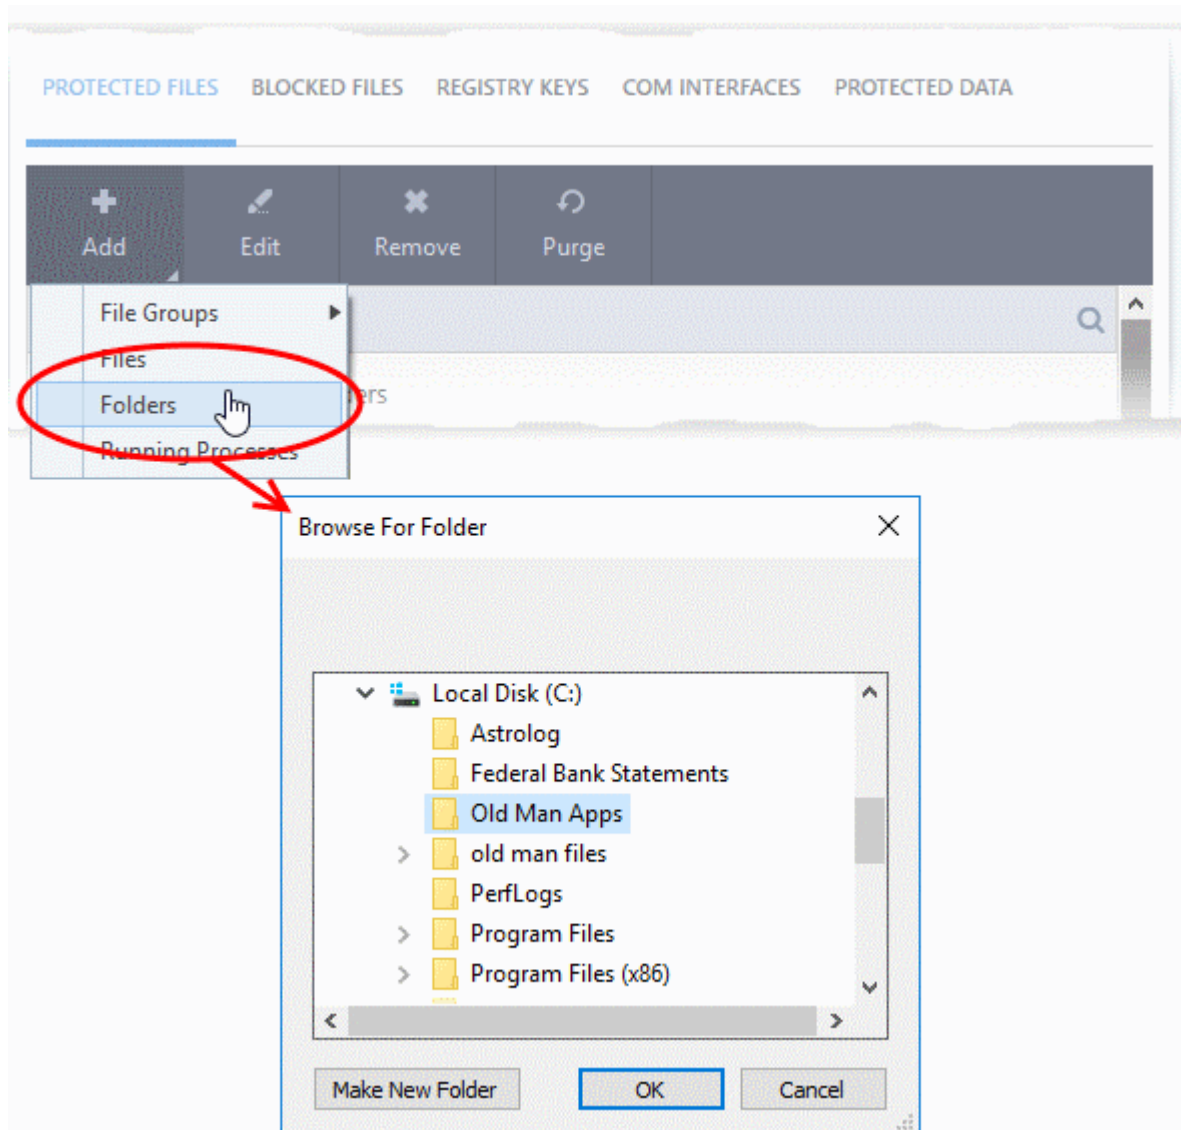 PROTECTED FILES BLOCKED FILES REGISTRY KEYS COM INTERFACES PROTECTED DATA
Add Edit Remove Purge
File Groups
Files
Folders
ers
Running Processes
Browse For Folder
Local Disk (C:)
Astrolog
Federal Bank Statements
Old Man Apps
old man files
PerfLogs
Program Files
Program Files (x86)
Make New Folder OK Cancel